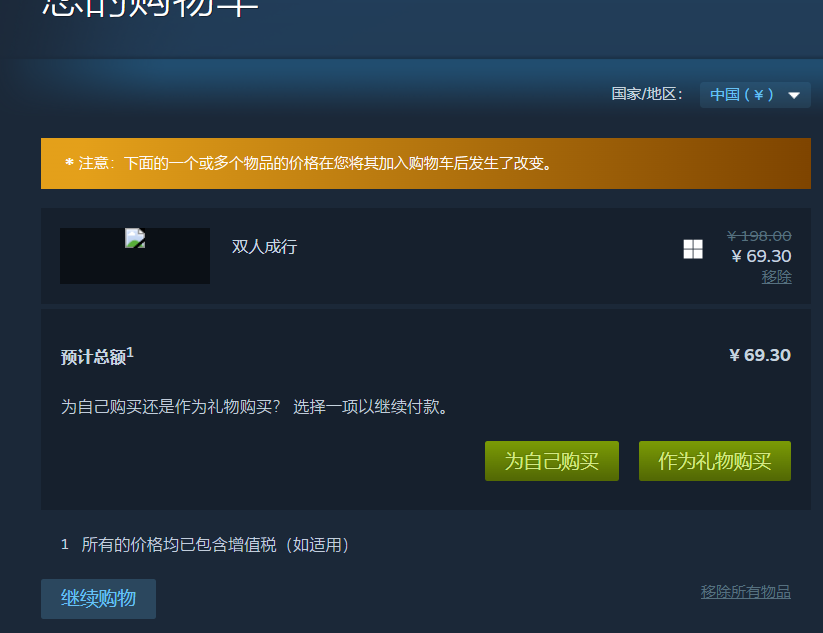 您的购物车
国家/地区：
中国 ( ¥ )
* 注意：下面的一个或多个物品的价格在您将其加入购物车后发生了改变。
双人成行
¥ 198.00
¥ 69.30
移除
预计总额1
¥ 69.30
为自己购买还是作为礼物购买？ 选择一项以继续付款。
为自己购买
作为礼物购买
1 所有的价格均已包含增值税（如适用）
继续购物
移除所有物品